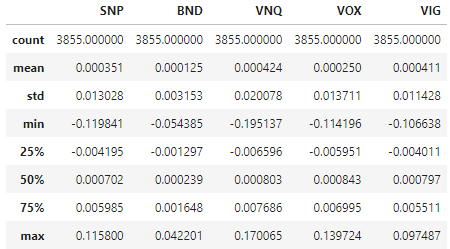 SNP BND VNQ VOX VIG
count 3855.000000 3855.000000 3855.000000 3855.000000 3855.000000
mean 0.000351 0.000125 0.000424 0.000250 0.000411
std 0.013028 0.003153 0.020078 0.013711 0.011428
min -0.119841 -0.054385 -0.195137 -0.114196 -0.106638
25% -0.004195 -0.001297 -0.006596 -0.005951 -0.004011
50% 0.000702 0.000239 0.000803 0.000843 0.000797
75% 0.005985 0.001648 0.007686 0.006995 0.005511
max 0.115800 0.042201 0.170065 0.139724 0.097487